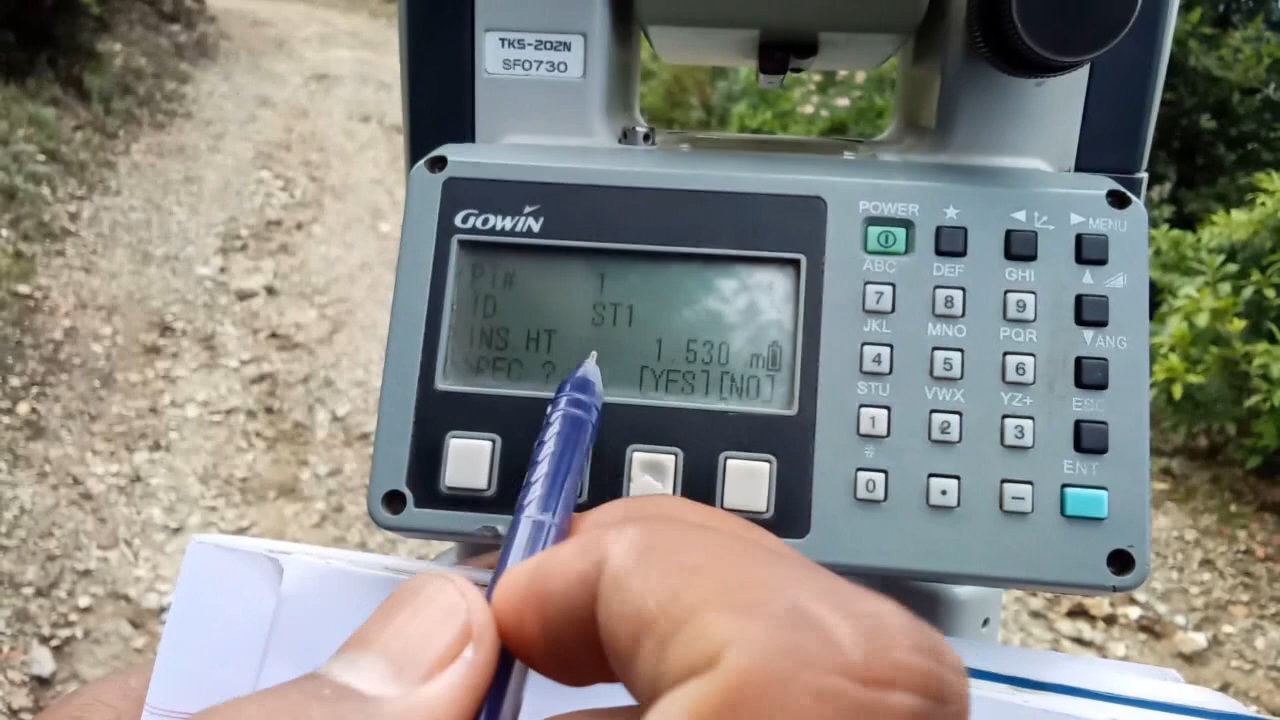 TKS-202N
SF0730
GOWIN
PT# 1
ID ST1
INS HT 1.530 m
? [YES][NO]
POWER ★ ◀ ▶ MENU
ABC DEF GHI ▲
7 8 9
JKL MNO PQR ▼ ANG
4 5 6
STU VWX YZ+ ESC
1 2 3
ENT
0 • −